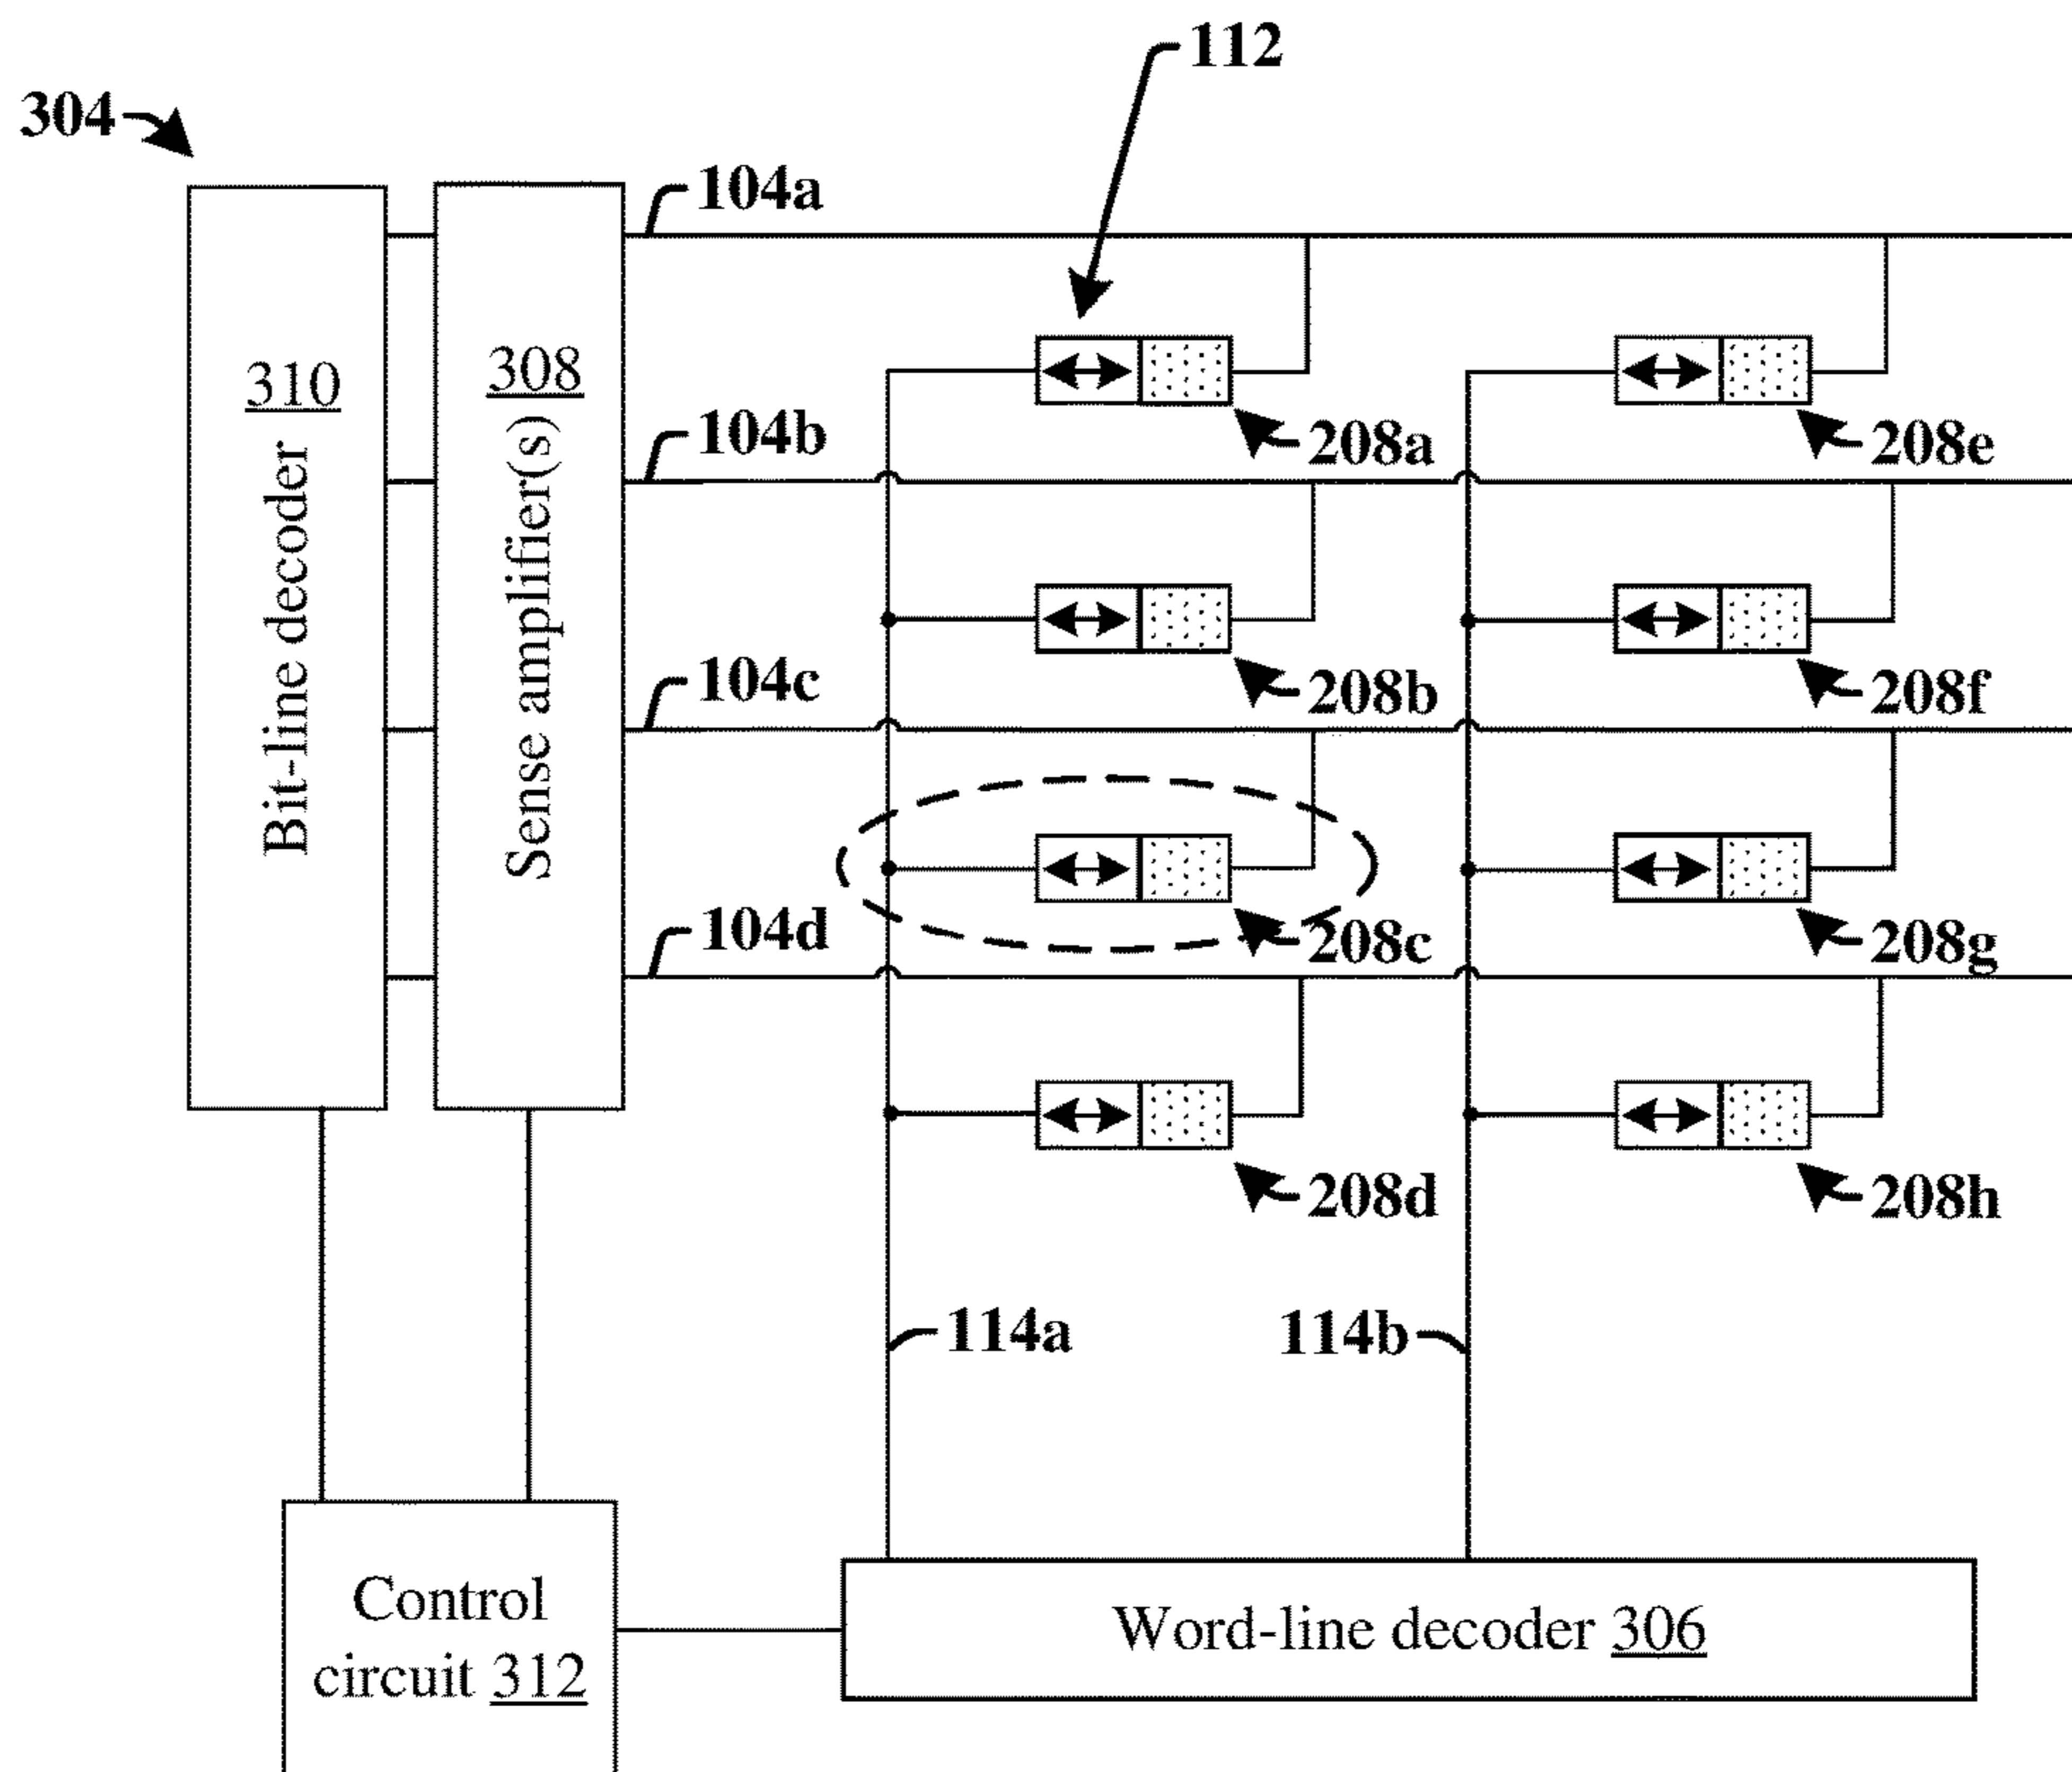 112
304
104a
310
Bit-line decoder
308
Sense amplifier(s)
208a
208e
104b
208b
208f
104c
208c
208g
104d
208d
208h
114a
114b
Control
circuit 312
Word-line decoder 306